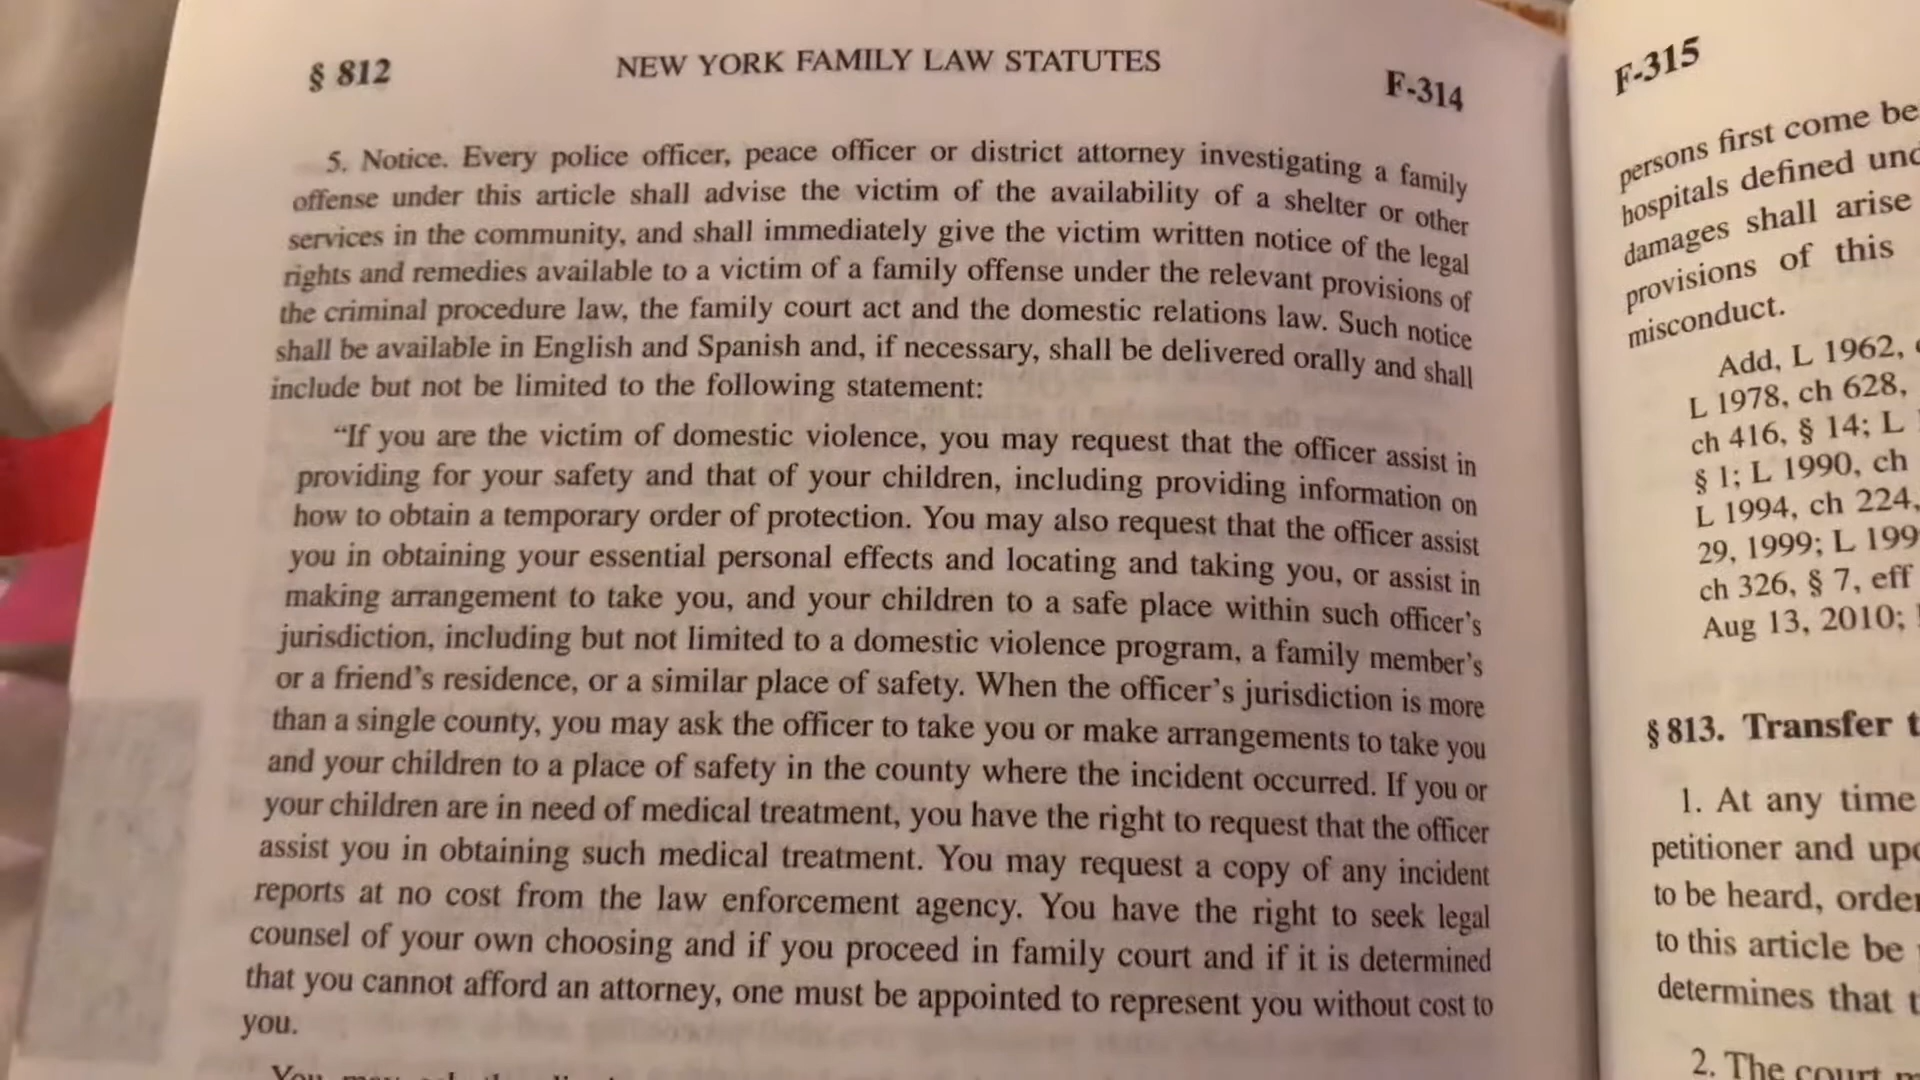 § 812
NEW YORK FAMILY LAW STATUTES
F-314
5. Notice. Every police officer, peace officer or district attorney investigating a family
offense under this article shall advise the victim of the availability of a shelter or other
services in the community, and shall immediately give the victim written notice of the legal
rights and remedies available to a victim of a family offense under the relevant provisions of
the criminal procedure law, the family court act and the domestic relations law. Such notice
shall be available in English and Spanish and, if necessary, shall be delivered orally and shall
include but not be limited to the following statement:
“If you are the victim of domestic violence, you may request that the officer assist in
providing for your safety and that of your children, including providing information on
how to obtain a temporary order of protection. You may also request that the officer assist
you in obtaining your essential personal effects and locating and taking you, or assist in
making arrangement to take you, and your children to a safe place within such officer’s
jurisdiction, including but not limited to a domestic violence program, a family member’s
or a friend’s residence, or a similar place of safety. When the officer’s jurisdiction is more
than a single county, you may ask the officer to take you or make arrangements to take you
and your children to a place of safety in the county where the incident occurred. If you or
your children are in need of medical treatment, you have the right to request that the officer
assist you in obtaining such medical treatment. You may request a copy of any incident
reports at no cost from the law enforcement agency. You have the right to seek legal
counsel of your own choosing and if you proceed in family court and if it is determined
that you cannot afford an attorney, one must be appointed to represent you without cost to
you.
You
F-315
persons first come be
hospitals defined und
damages shall arise
provisions of this
misconduct.
Add, L 1962,
L 1978, ch 628,
ch 416, § 14; L
§ 1; L 1990, ch
L 1994, ch 224,
29, 1999; L 199
ch 326, § 7, eff
Aug 13, 2010;
§ 813. Transfer t
1. At any time
petitioner and upo
to be heard, order
to this article be
determines that t
2. The court